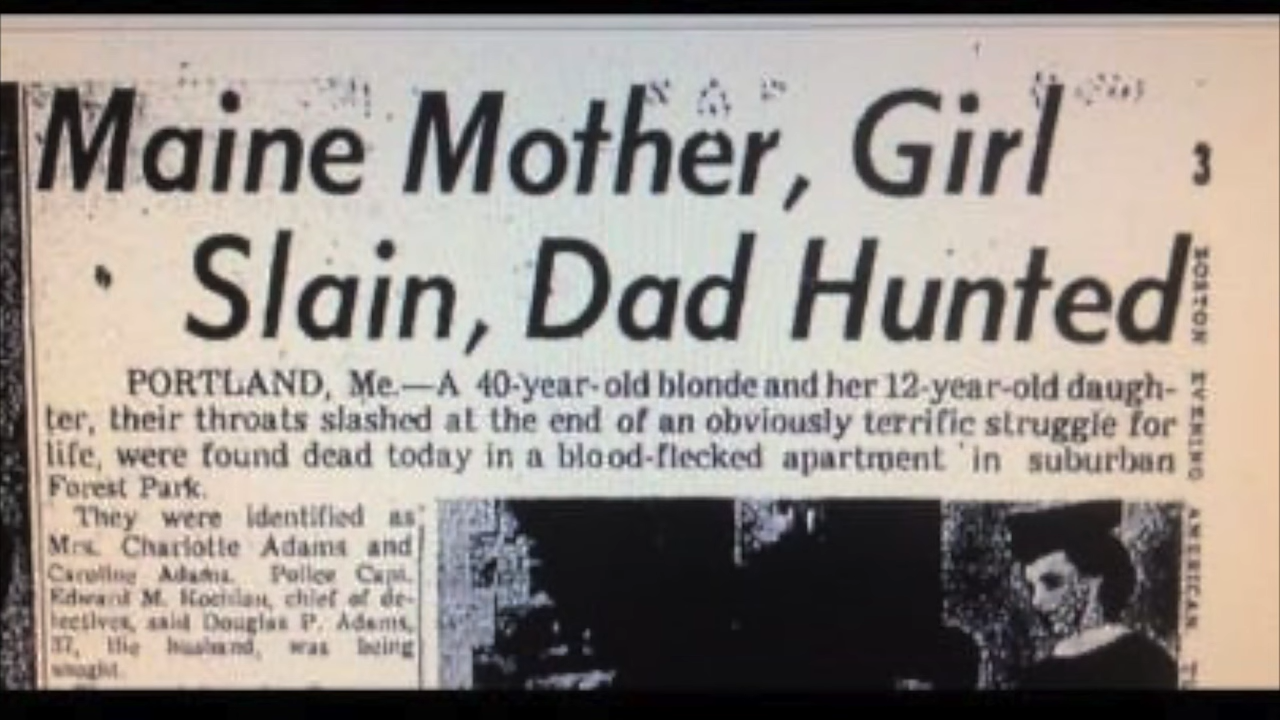 Maine Mother, Girl
Slain, Dad Hunted
3
BOSTON EVENING AMERICAN
PORTLAND, Me.—A 40-year-old blonde and her 12-year-old daugh-
ter, their throats slashed at the end of an obviously terrific struggle for
life, were found dead today in a blood-flecked apartment in suburban
Forest Park.
They were identified as
Mrs. Charlotte Adams and
Caroline Adams. Police Capt.
Edward M. chief of de-
tectives, said Douglas P. Adams,
37, the husband, was being
sought.